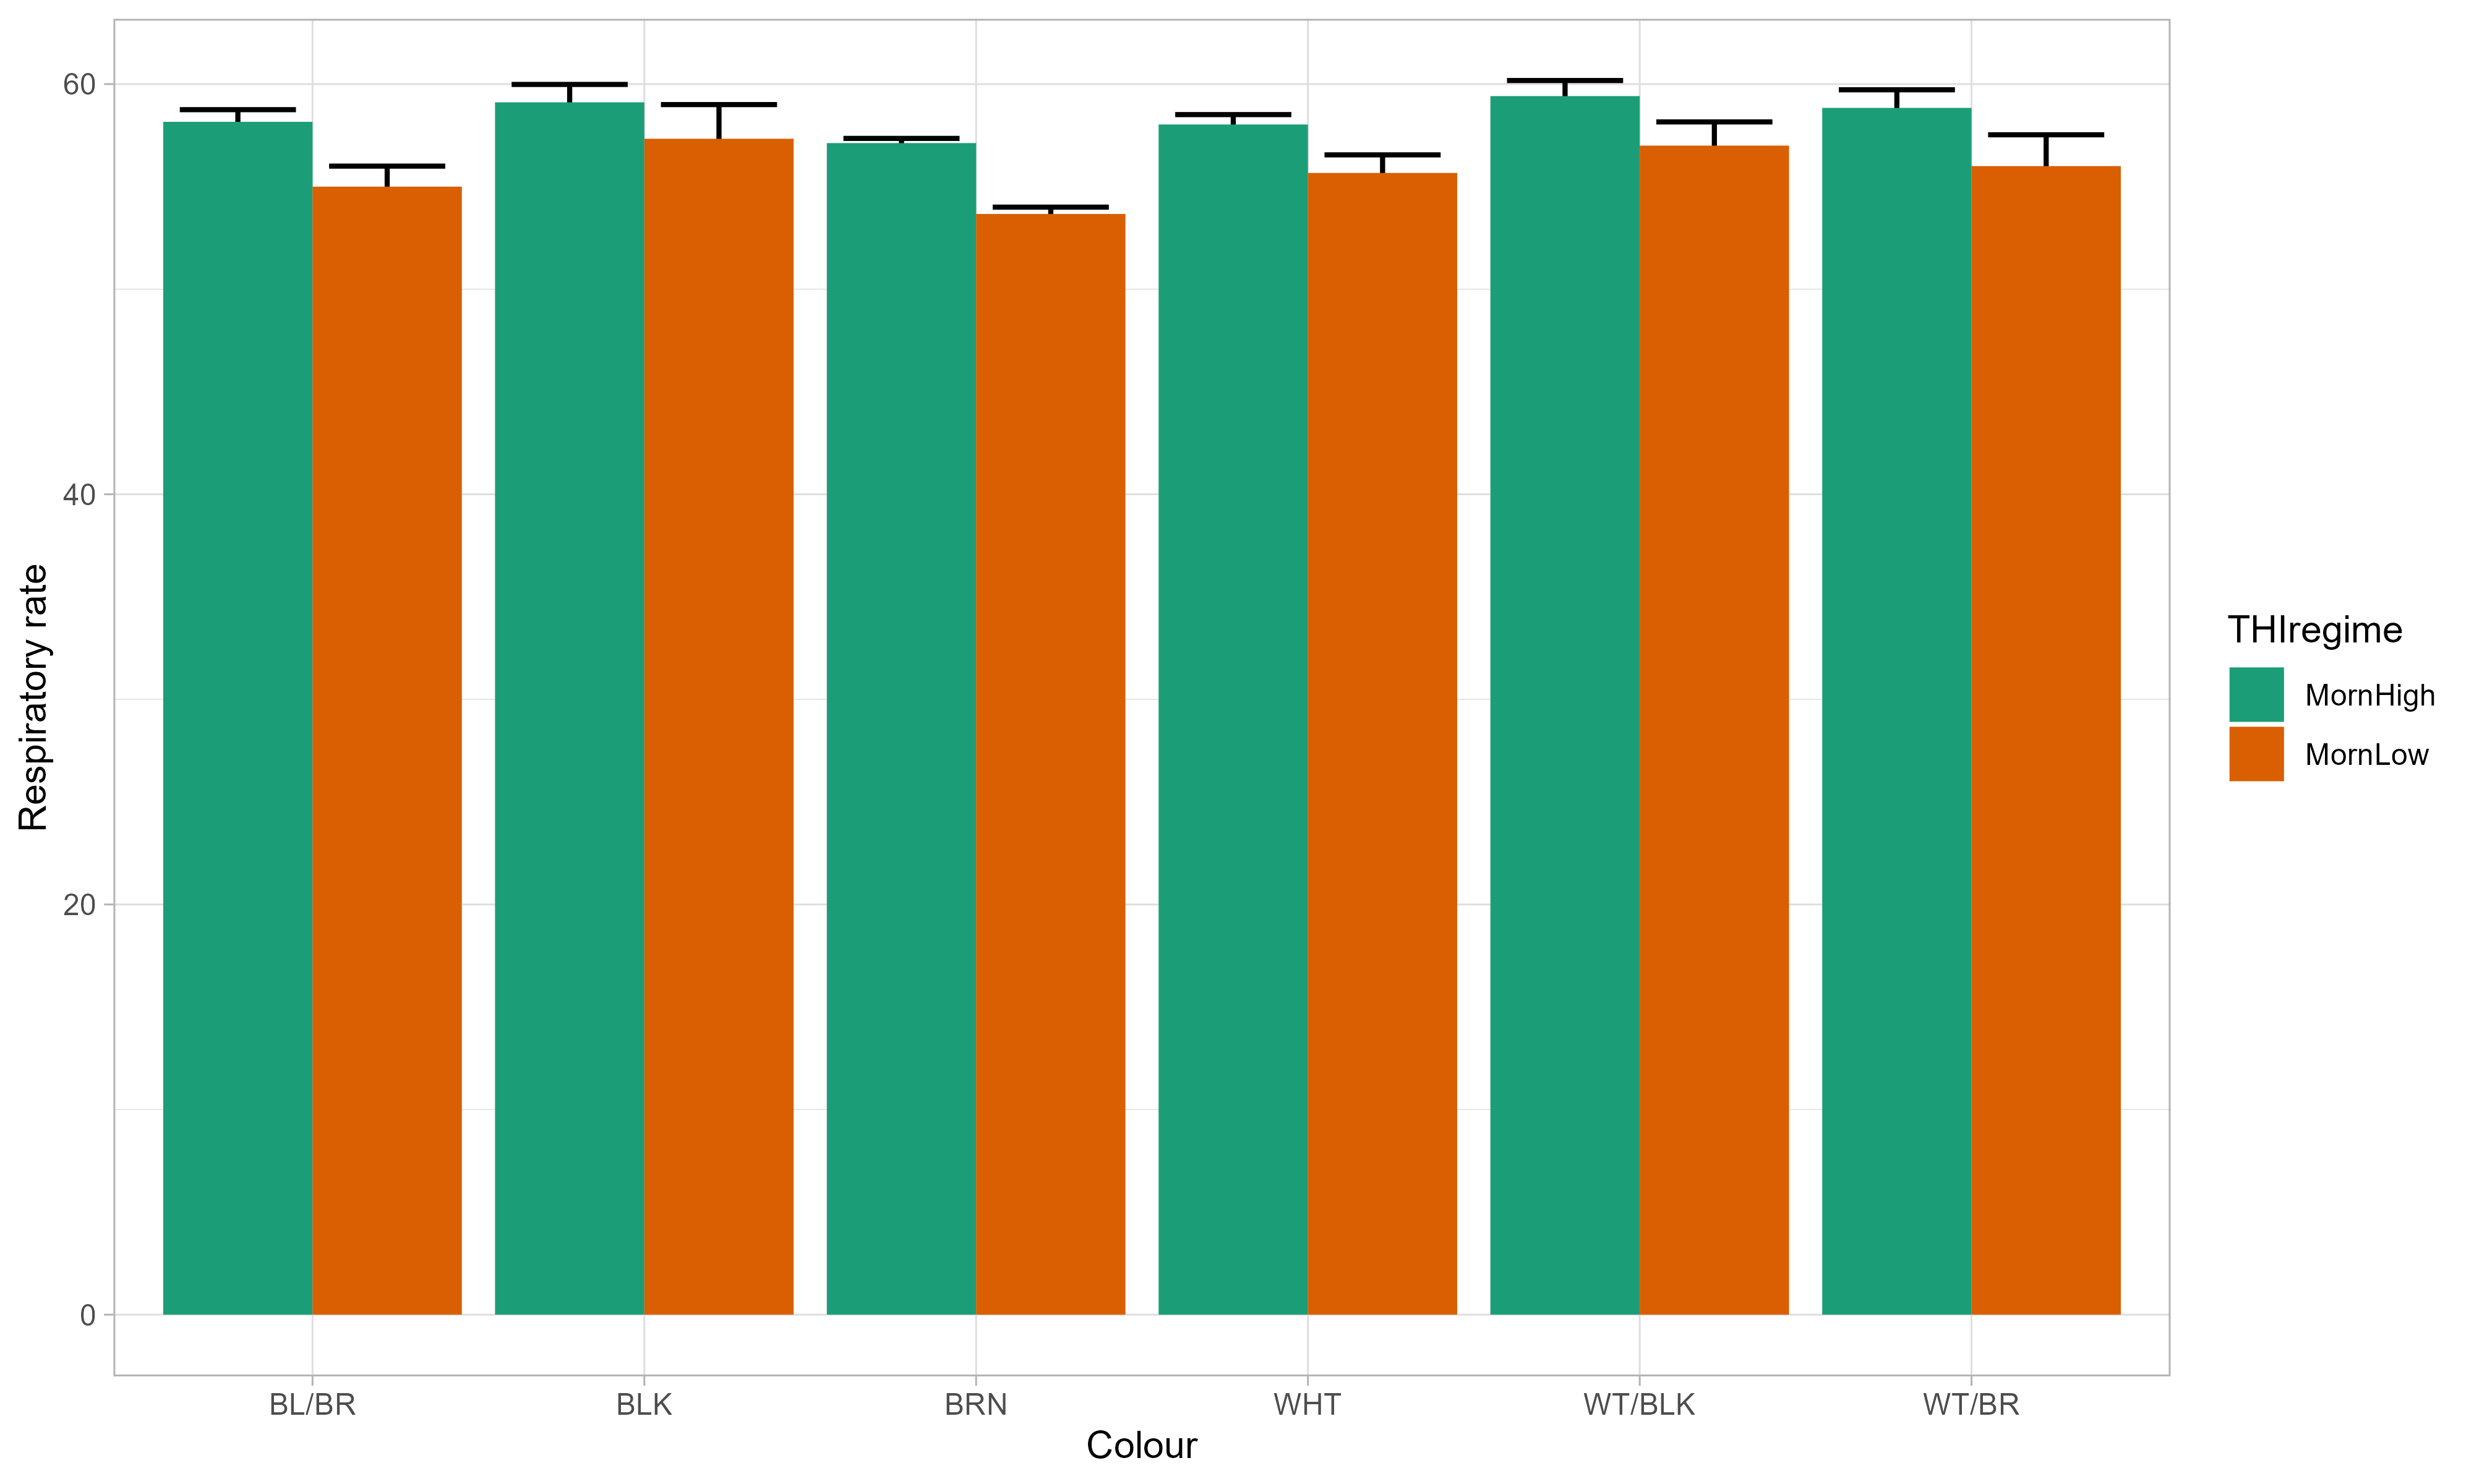 60
40
20
0
Respiratory rate
BL/BR BLK BRN WHT WT/BLK WT/BR
Colour
THIregime
MornHigh
MornLow